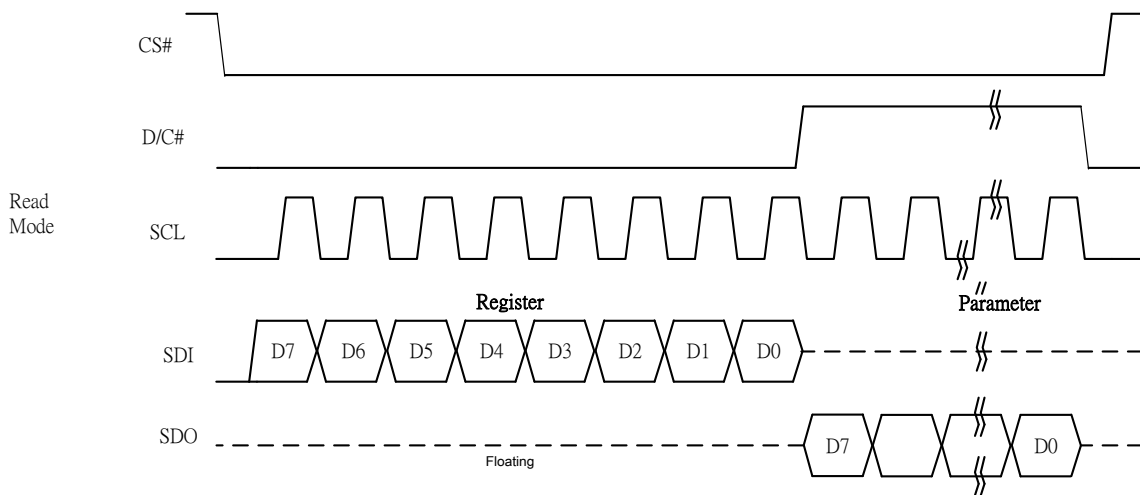 CS#
D/C#
Read
Mode
SCL
Register
Parameter
SDI
D7 D6 D5 D4 D3 D2 D1 D0
SDO
Floating
D7 D0